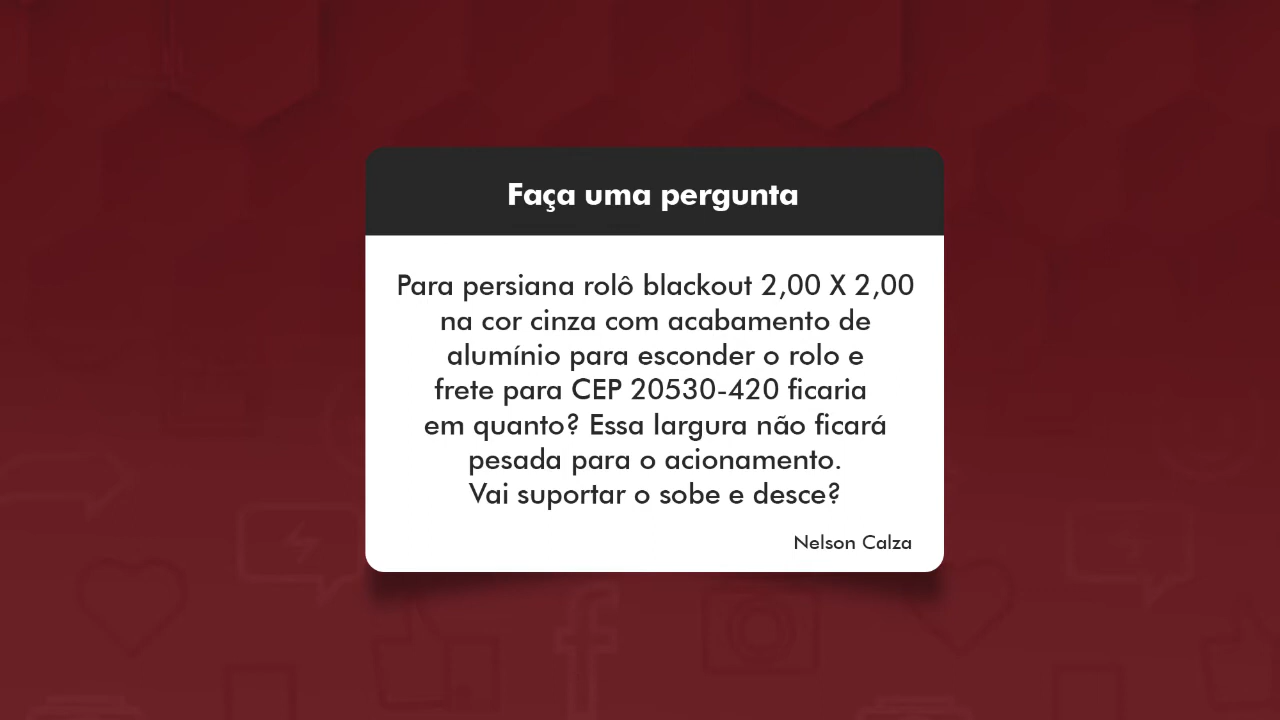 Faça uma pergunta
Para persiana rolô blackout 2,00 X 2,00
na cor cinza com acabamento de
alumínio para esconder o rolo e
frete para CEP 20530-420 ficaria
em quanto? Essa largura não ficará
pesada para o acionamento.
Vai suportar o sobe e desce?
Nelson Calza